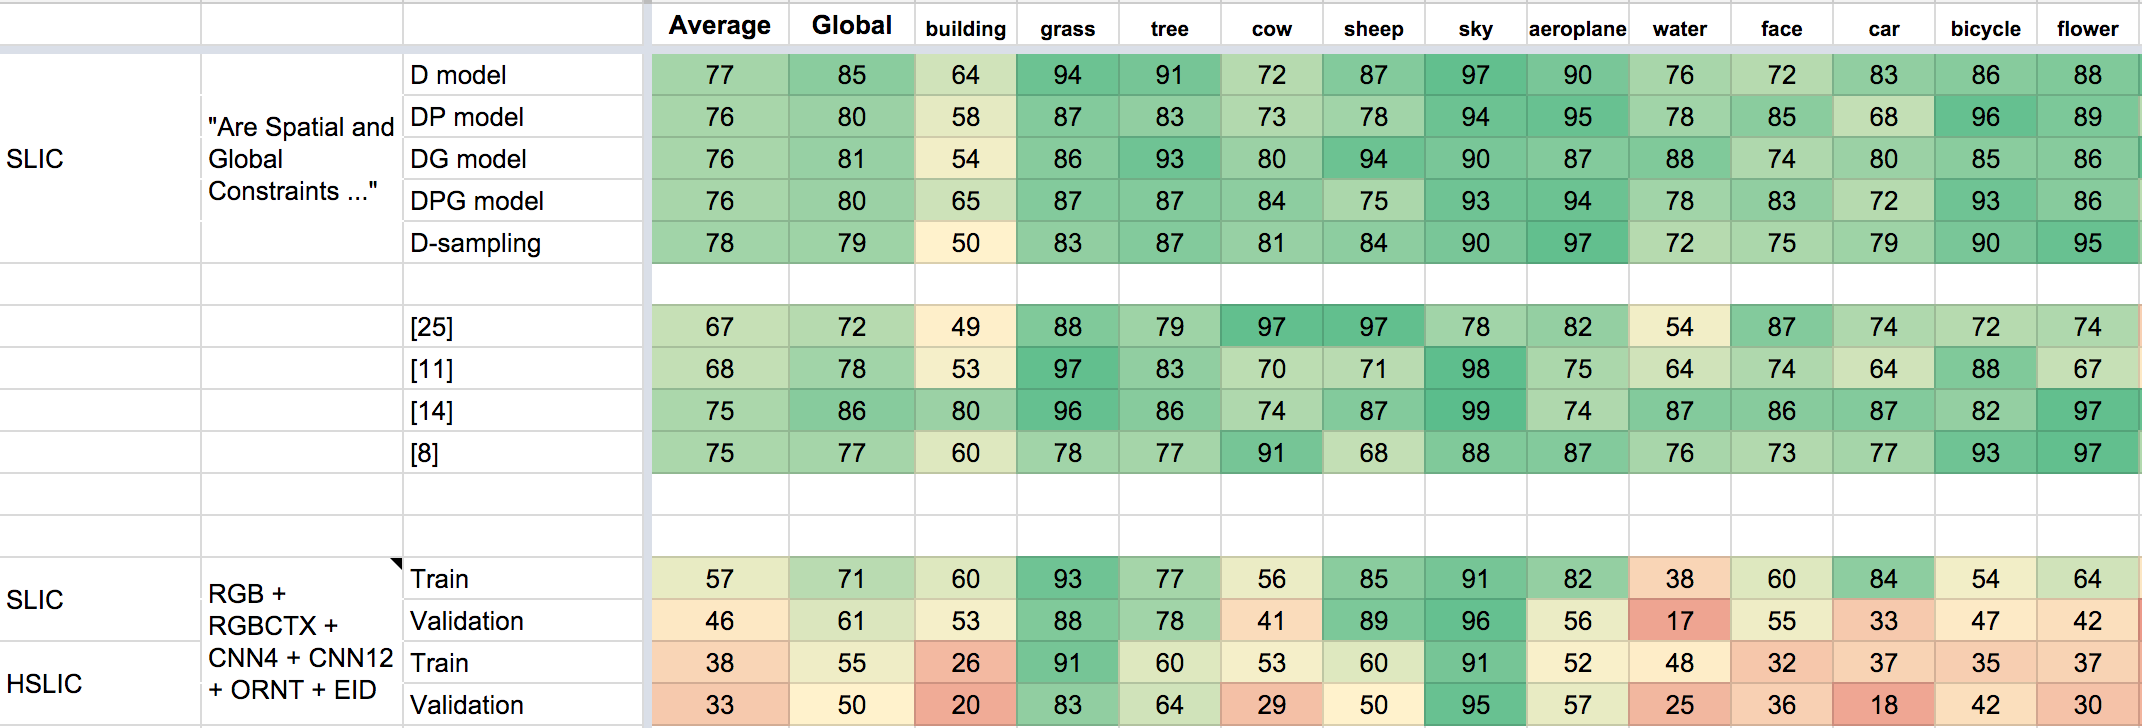 Average Global building grass tree cow sheep sky aeroplane water face car bicycle flower
SLIC
"Are Spatial and
Global
Constraints ..."
D model 77 85 64 94 91 72 87 97 90 76 72 83 86 88
DP model 76 80 58 87 83 73 78 94 95 78 85 68 96 89
DG model 76 81 54 86 93 80 94 90 87 88 74 80 85 86
DPG model 76 80 65 87 87 84 75 93 94 78 83 72 93 86
D-sampling 78 79 50 83 87 81 84 90 97 72 75 79 90 95
[25] 67 72 49 88 79 97 97 78 82 54 87 74 72 74
[11] 68 78 53 97 83 70 71 98 75 64 74 64 88 67
[14] 75 86 80 96 86 74 87 99 74 87 86 87 82 97
[8] 75 77 60 78 77 91 68 88 87 76 73 77 93 97
SLIC
RGB +
RGBCTX +
CNN4 + CNN12
+ ORNT + EID
Train 57 71 60 93 77 56 85 91 82 38 60 84 54 64
Validation 46 61 53 88 78 41 89 96 56 17 55 33 47 42
HSLIC
Train 38 55 26 91 60 53 60 91 52 48 32 37 35 37
Validation 33 50 20 83 64 29 50 95 57 25 36 18 42 30